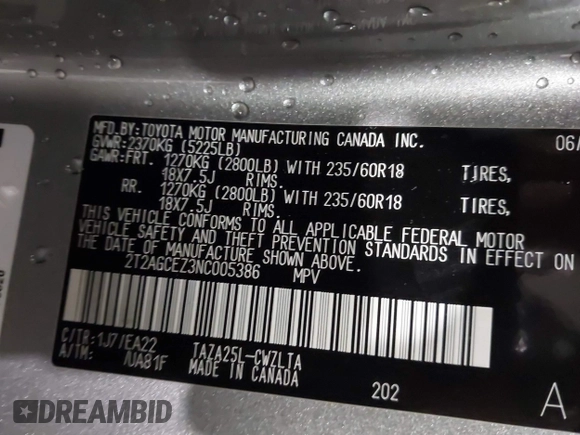 MFD.BY:TOYOTA MOTOR MANUFACTURING CANADA INC. 06/
GVWR:2370KG (5225LB)
GAWR:FRT. 1270KG (2800LB) WITH 235/60R18 TIRES,
18X7.5J RIMS.
RR. 1270KG (2800LB) WITH 235/60R18 TIRES,
18X7.5J RIMS.
THIS VEHICLE CONFORMS TO ALL APPLICABLE FEDERAL MOTOR
VEHICLE SAFETY AND THEFT PREVENTION STANDARDS IN EFFECT ON
THE DATE OF MANUFACTURE SHOWN ABOVE.
2T2AGCEZ3NC005386 MPV
C/TR:1J7/EA22 TAZA25L-CWZLTA
A/TM: /UA81F MADE IN CANADA
202 A
DREAMBID